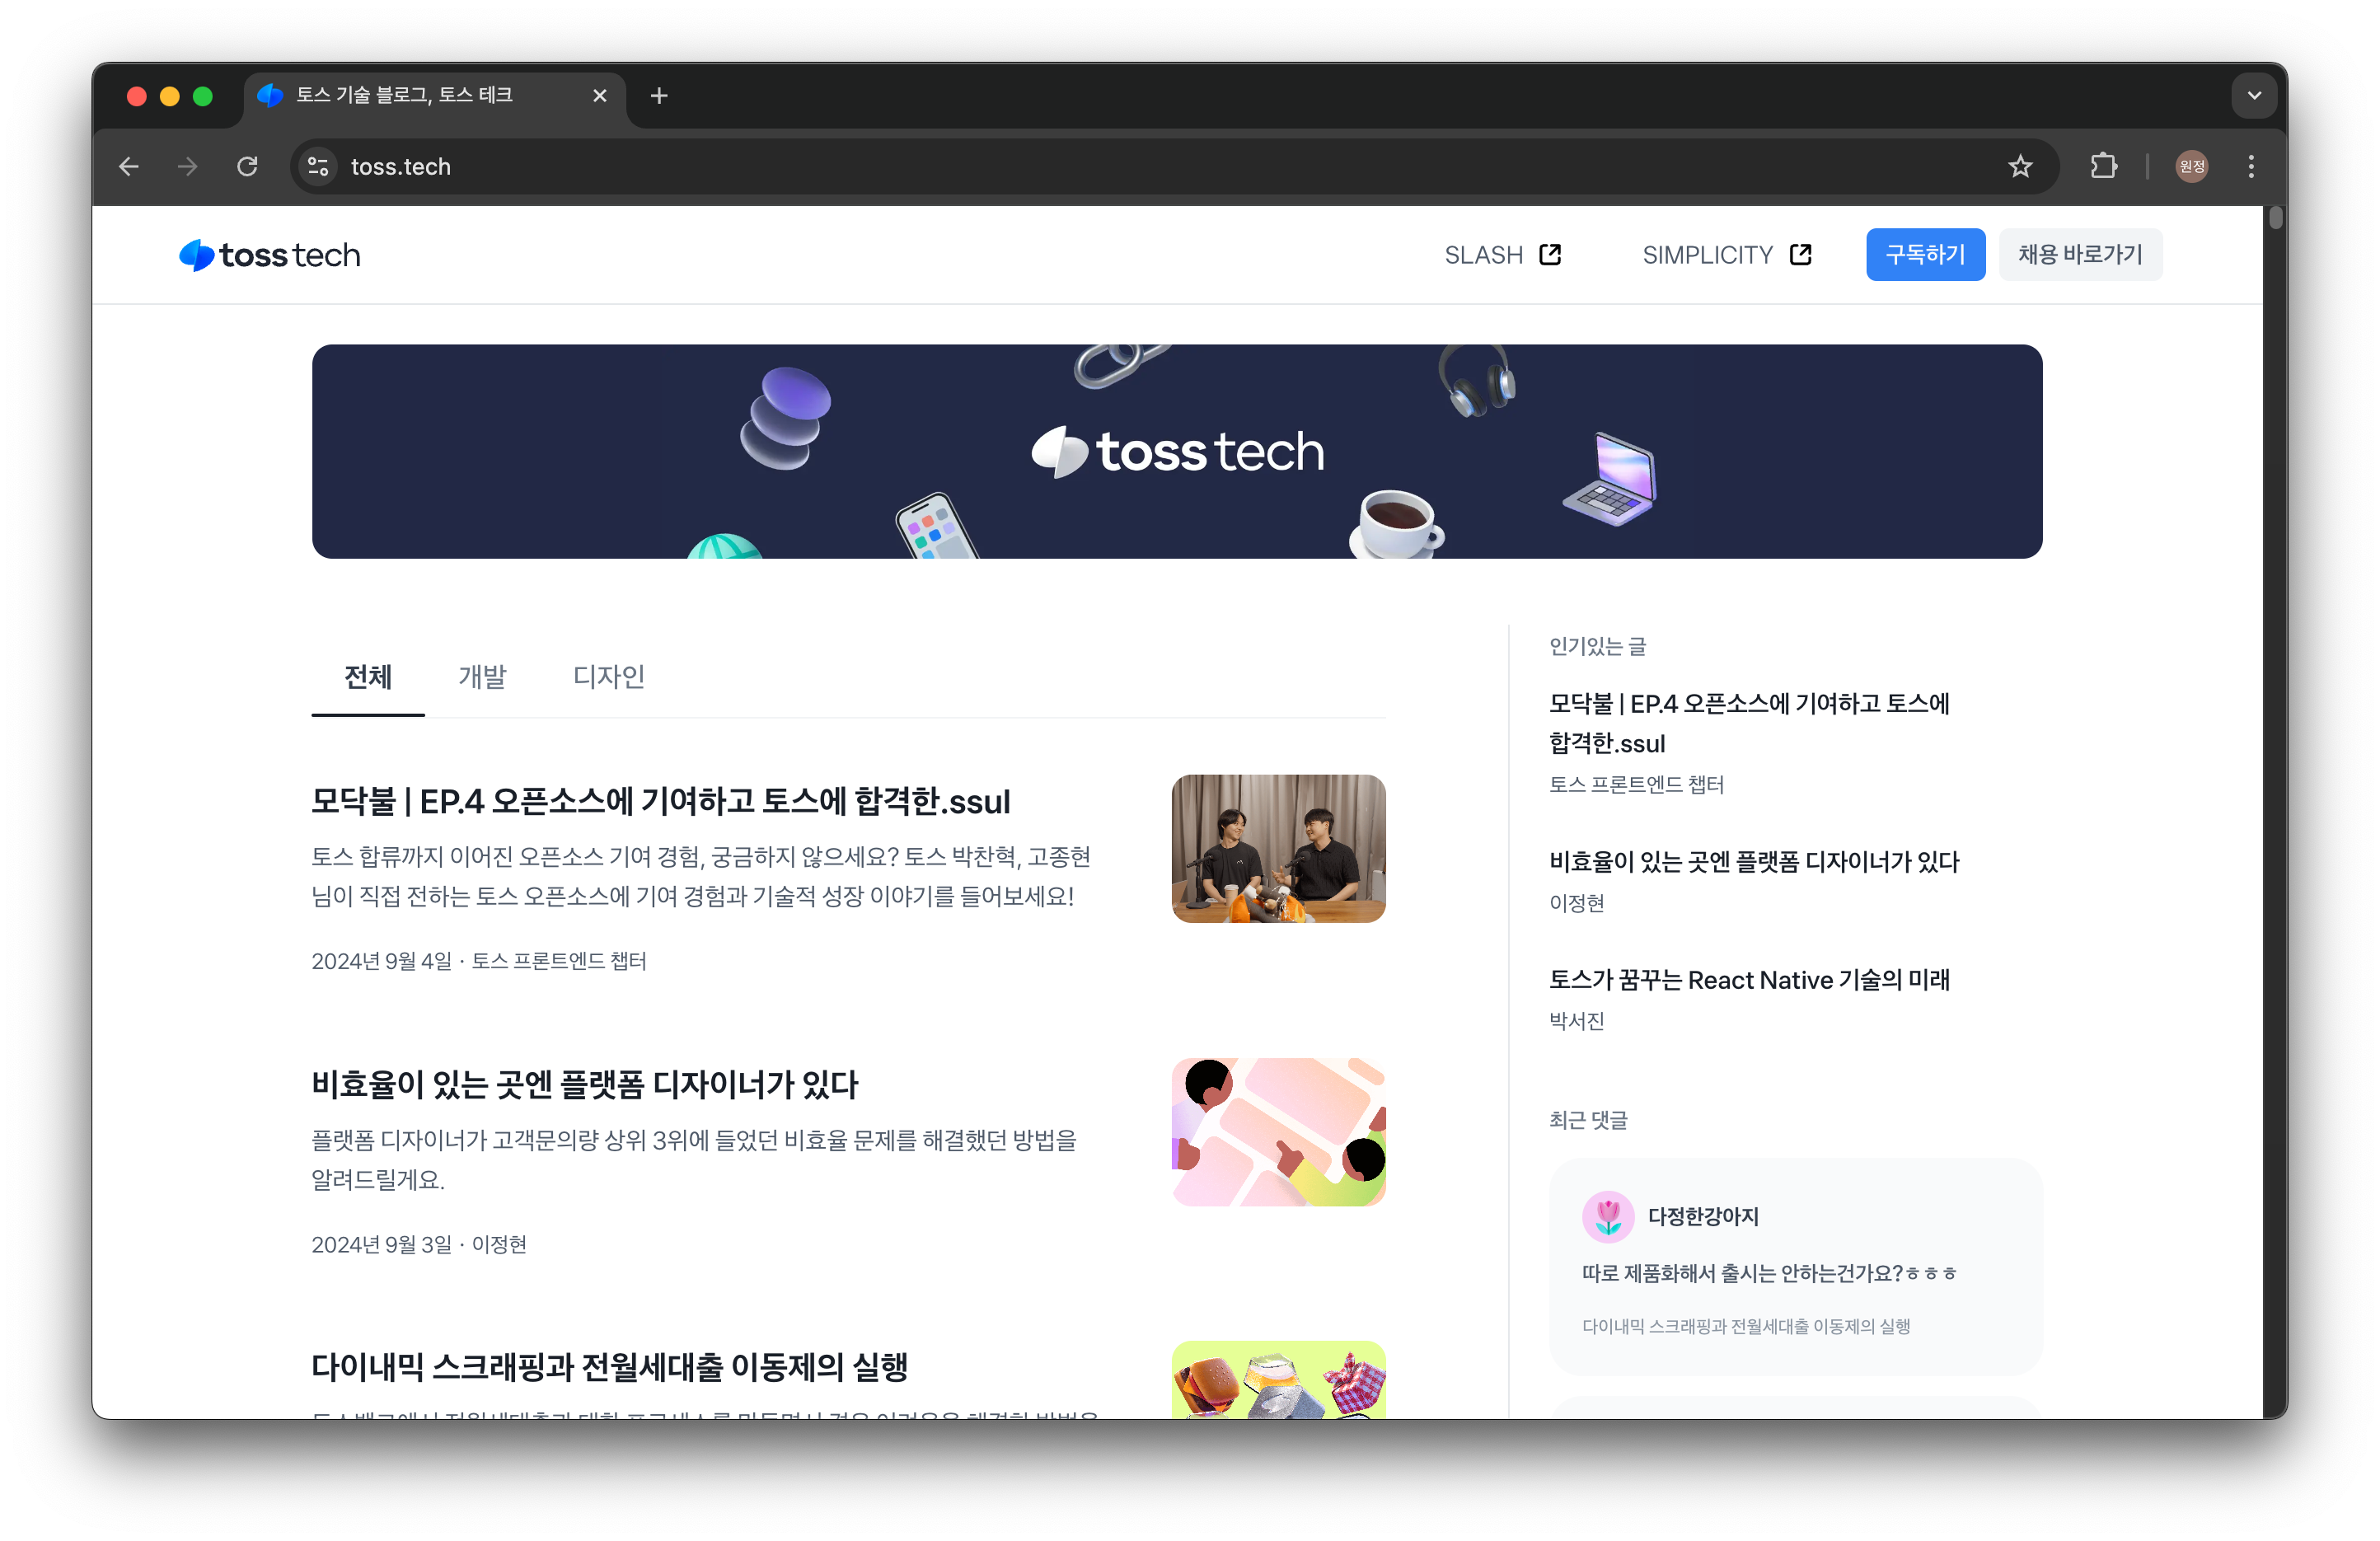 토스 기술 블로그, 토스 테크
toss.tech
원정
toss tech
SLASH
SIMPLICITY
구독하기
채용 바로가기
toss tech
전체
개발
디자인
모닥불 | EP.4 오픈소스에 기여하고 토스에 합격한.ssul
토스 합류까지 이어진 오픈소스 기여 경험, 궁금하지 않으세요? 토스 박찬혁, 고종현
님이 직접 전하는 토스 오픈소스에 기여 경험과 기술적 성장 이야기를 들어보세요!
2024년 9월 4일 · 토스 프론트엔드 챕터
비효율이 있는 곳엔 플랫폼 디자이너가 있다
플랫폼 디자이너가 고객문의량 상위 3위에 들었던 비효율 문제를 해결했던 방법을
알려드릴게요.
2024년 9월 3일 · 이정현
다이내믹 스크래핑과 전월세대출 이동제의 실행
인기있는 글
모닥불 | EP.4 오픈소스에 기여하고 토스에
합격한.ssul
토스 프론트엔드 챕터
비효율이 있는 곳엔 플랫폼 디자이너가 있다
이정현
토스가 꿈꾸는 React Native 기술의 미래
박서진
최근 댓글
다정한강아지
따로 제품화해서 출시는 안하는건가요?ㅎㅎㅎ
다이내믹 스크래핑과 전월세대출 이동제의 실행